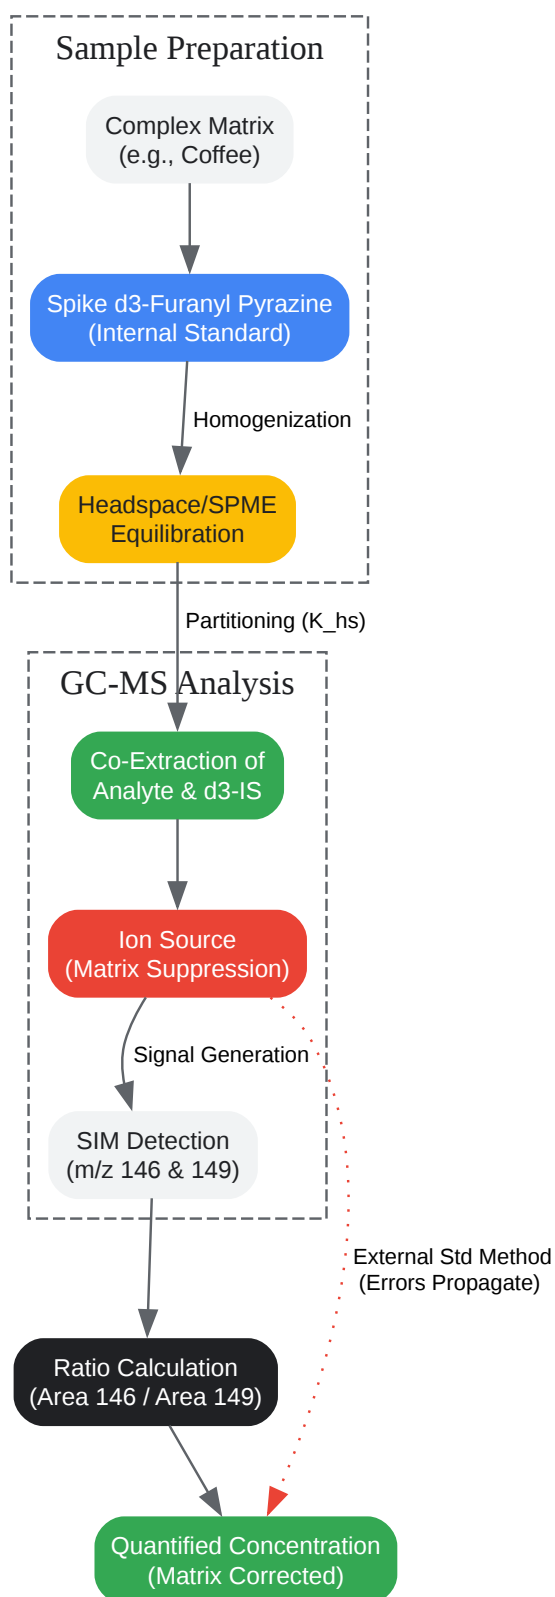 Sample Preparation
Complex Matrix
(e.g., Coffee)
Spike d3-Furanyl Pyrazine
(Internal Standard)
Homogenization
Headspace/SPME
Equilibration
Partitioning (K_hs)
GC-MS Analysis
Co-Extraction of
Analyte & d3-IS
Ion Source
(Matrix Suppression)
Signal Generation
SIM Detection
(m/z 146 & 149)
External Std Method
(Errors Propagate)
Ratio Calculation
(Area 146 / Area 149)
Quantified Concentration
(Matrix Corrected)